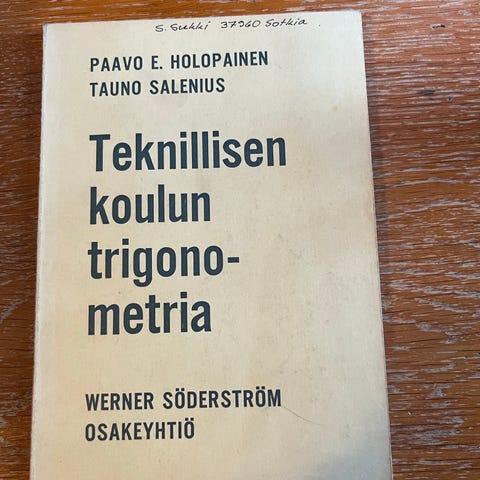 S. Sukki 37960 Sotkia
PAAVO E. HOLOPAINEN
TAUNO SALENIUS
Teknillisen
koulun
trigono-
metria
WERNER SÖDERSTRÖM
OSAKEYHTIÖ